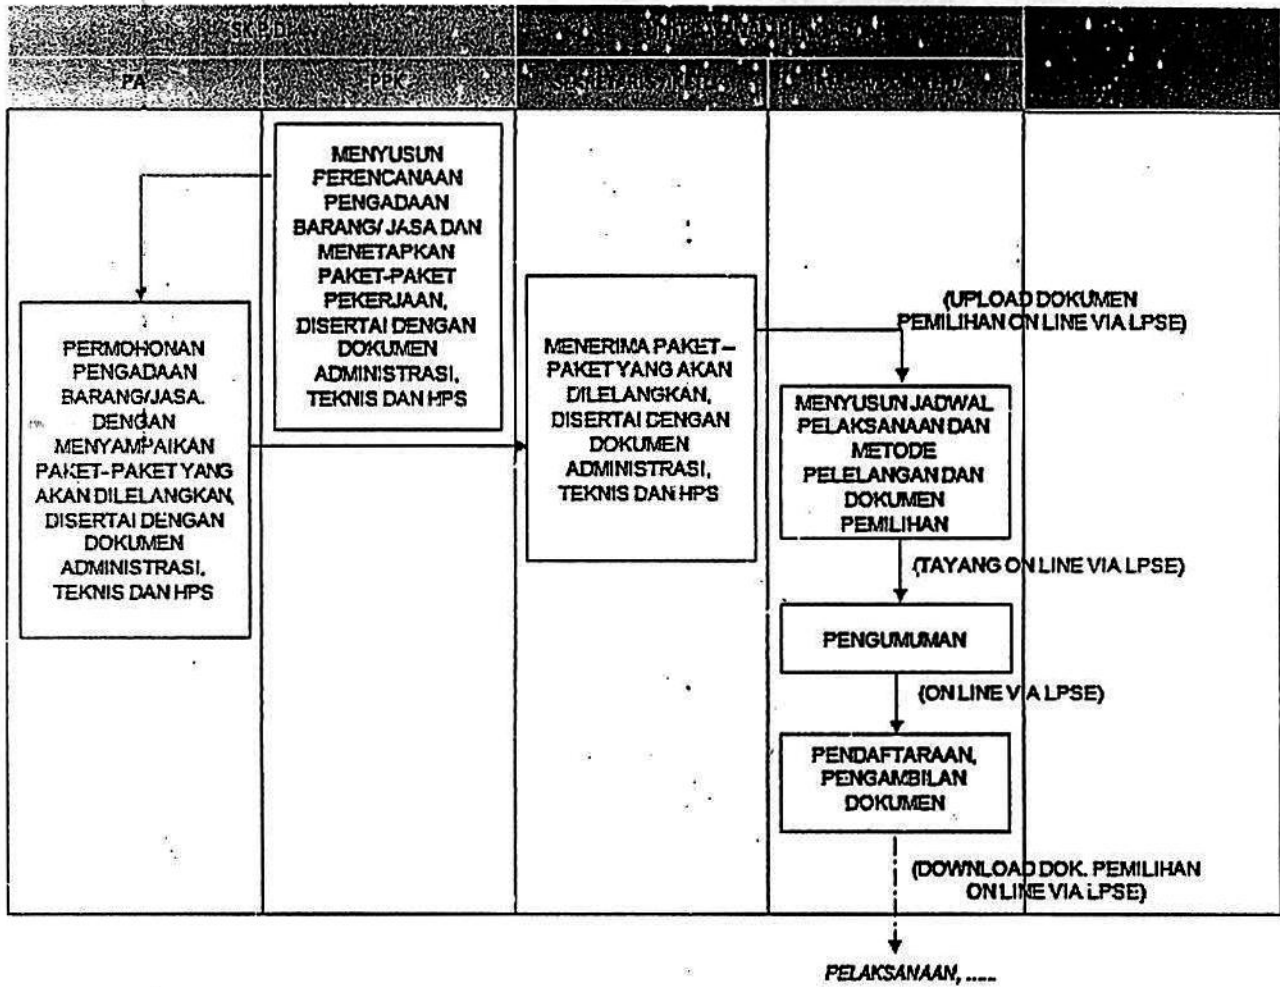 SKPD
PA
PPK
MENYUSUN
PERENCANAAN
PENGADAAN
BARANG/ JASA DAN
MENETAPKAN
PAKET-PAKET
PEKERJAAN,
DISERTAI DENGAN
DOKUMEN
ADMINISTRASI,
TEKNIS DAN HPS
PERMOHONAN
PENGADAAN
BARANG/JASA.
DENGAN
MENYAMPAIKAN
PAKET-PAKET YANG
AKAN DILELANGKAN,
DISERTAI DENGAN
DOKUMEN
ADMINISTRASI,
TEKNIS DAN HPS
MENERIMA PAKET–
PAKET YANG AKAN
DILELANGKAN,
DISERTAI DENGAN
DOKUMEN
ADMINISTRASI,
TEKNIS DAN HPS
(UPLOAD DOKUMEN
PEMILIHAN ON LINE VIA LPSE)
MENYUSUN JADWAL
PELAKSANAAN DAN
METODE
PELELANGAN DAN
DOKUMEN
PEMILIHAN
(TAYANG ON LINE VIA LPSE)
PENGUMUMAN
(ON LINE VIA LPSE)
PENDAFTARAAN,
PENGAMBILAN
DOKUMEN
(DOWNLOAD DOK. PEMILIHAN
ON LINE VIA LPSE)
PELAKSANAAN, ......